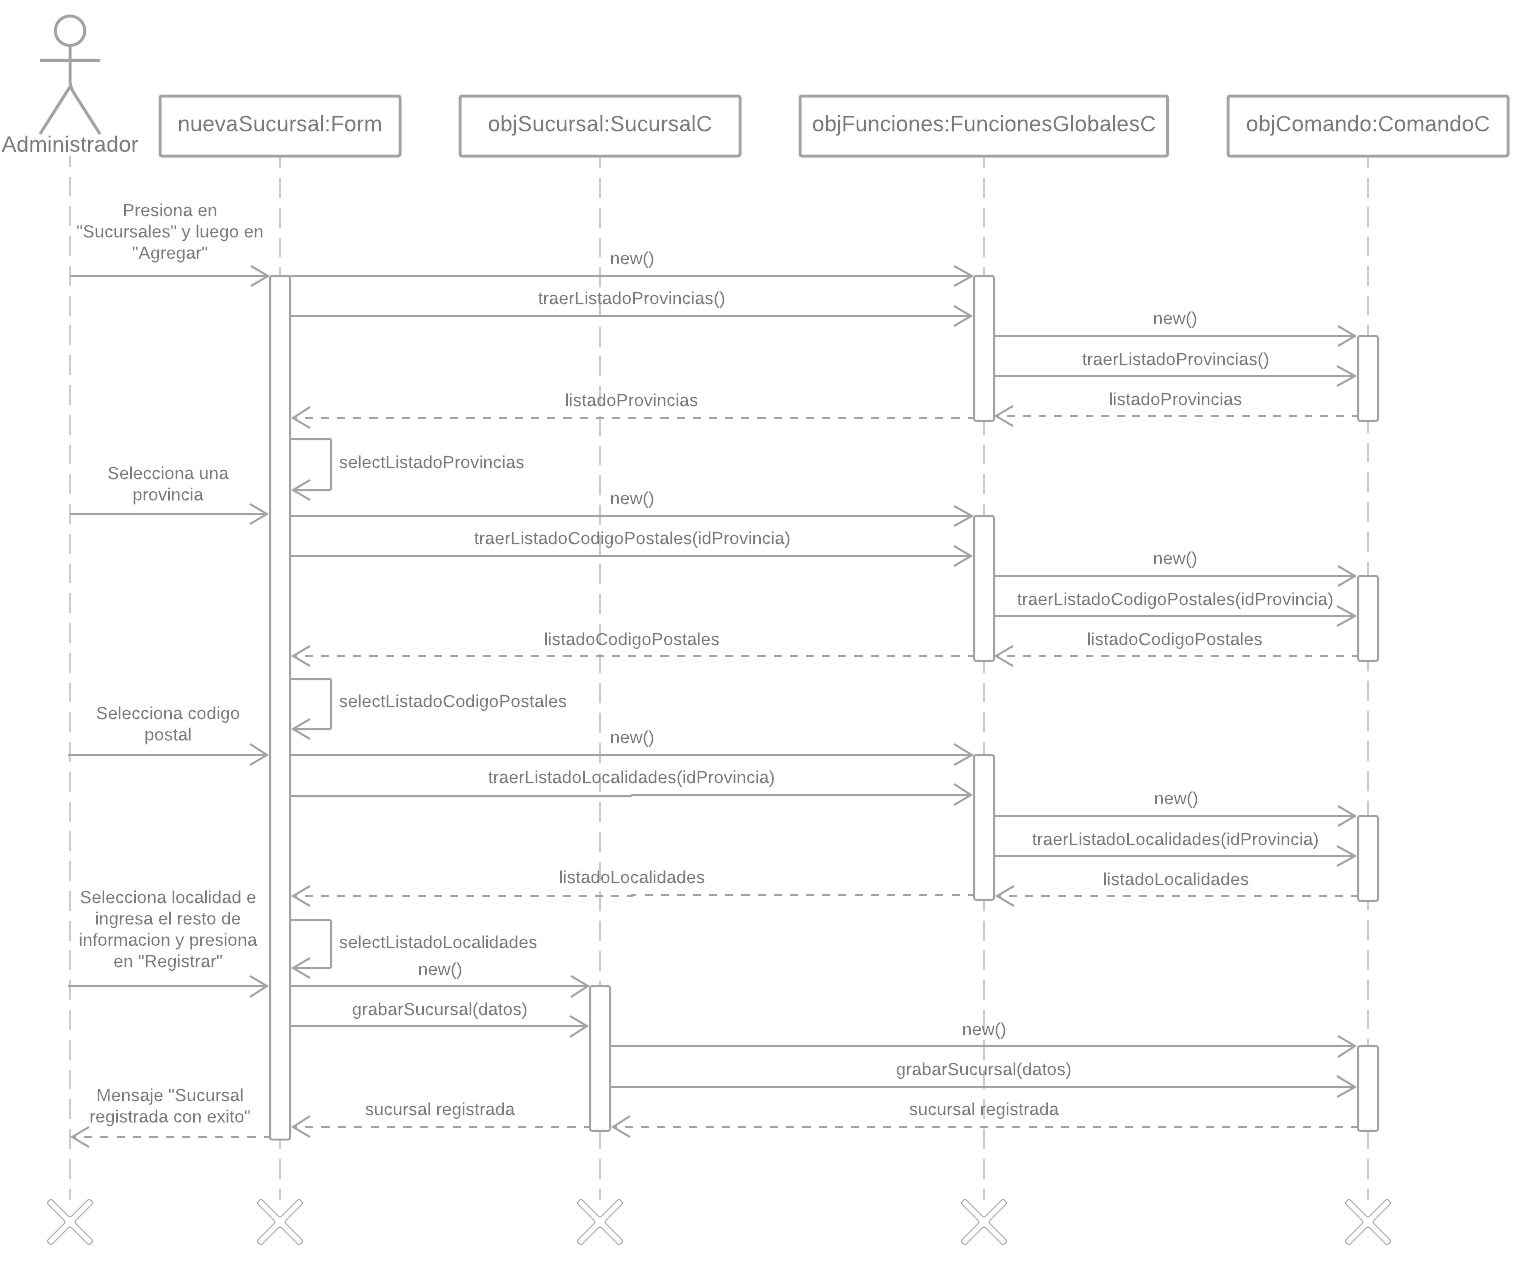 Administrador
nuevaSucursal:Form
objSucursal:SucursalC
objFunciones:FuncionesGlobalesC
objComando:ComandoC
Presiona en
"Sucursales" y luego en
"Agregar"
new()
traerListadoProvincias()
new()
traerListadoProvincias()
listadoProvincias
listadoProvincias
selectListadoProvincias
Selecciona una
provincia
new()
traerListadoCodigoPostales(idProvincia)
new()
traerListadoCodigoPostales(idProvincia)
listadoCodigoPostales
listadoCodigoPostales
selectListadoCodigoPostales
Selecciona codigo
postal
new()
traerListadoLocalidades(idProvincia)
new()
traerListadoLocalidades(idProvincia)
listadoLocalidades
listadoLocalidades
Selecciona localidad e
ingresa el resto de
informacion y presiona
en "Registrar"
selectListadoLocalidades
new()
grabarSucursal(datos)
new()
grabarSucursal(datos)
sucursal registrada
sucursal registrada
Mensaje "Sucursal
registrada con exito"